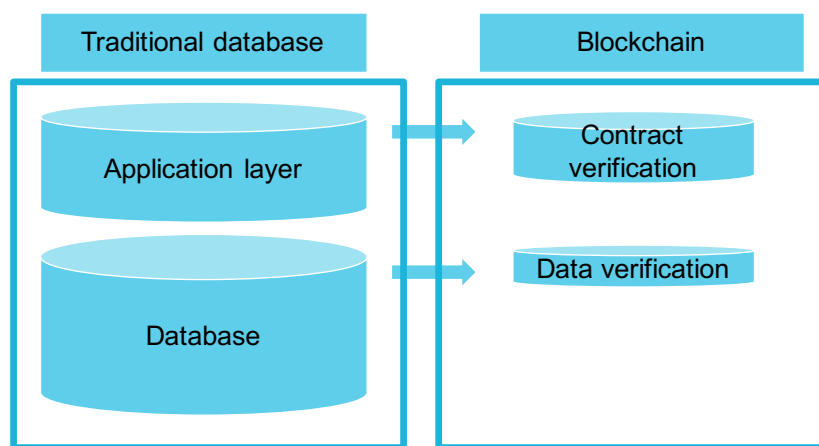 Traditional database
Blockchain
Application layer
Contract
verification
Database
Data verification